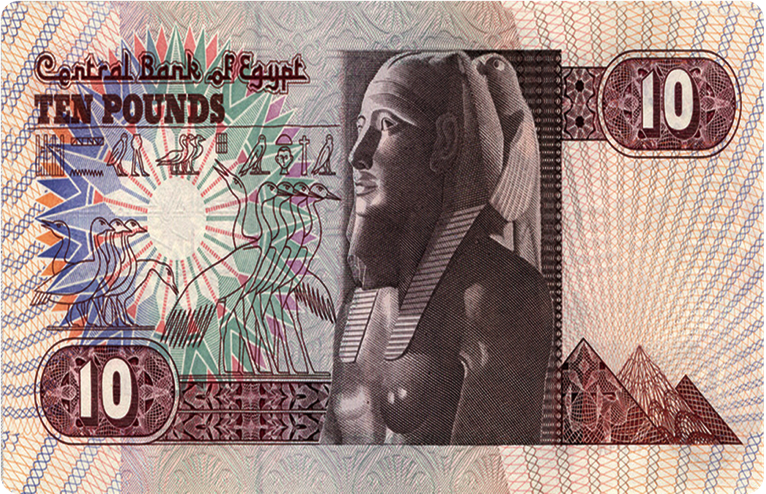 Central Bank of Egypt
TEN POUNDS
10
10